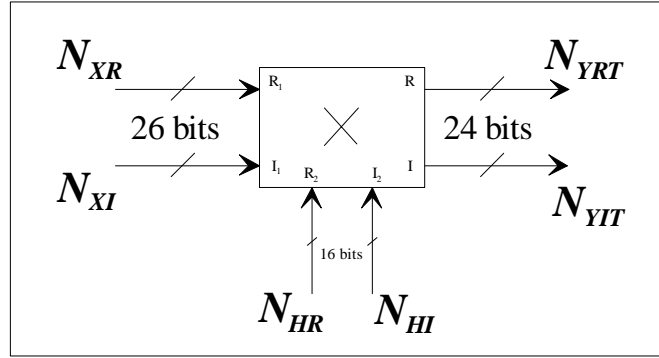 N_XR N_YRT
R₁ R
26 bits 24 bits
I₁ R₂ I₂ I
N_XI N_YIT
16 bits
N_HR N_HI